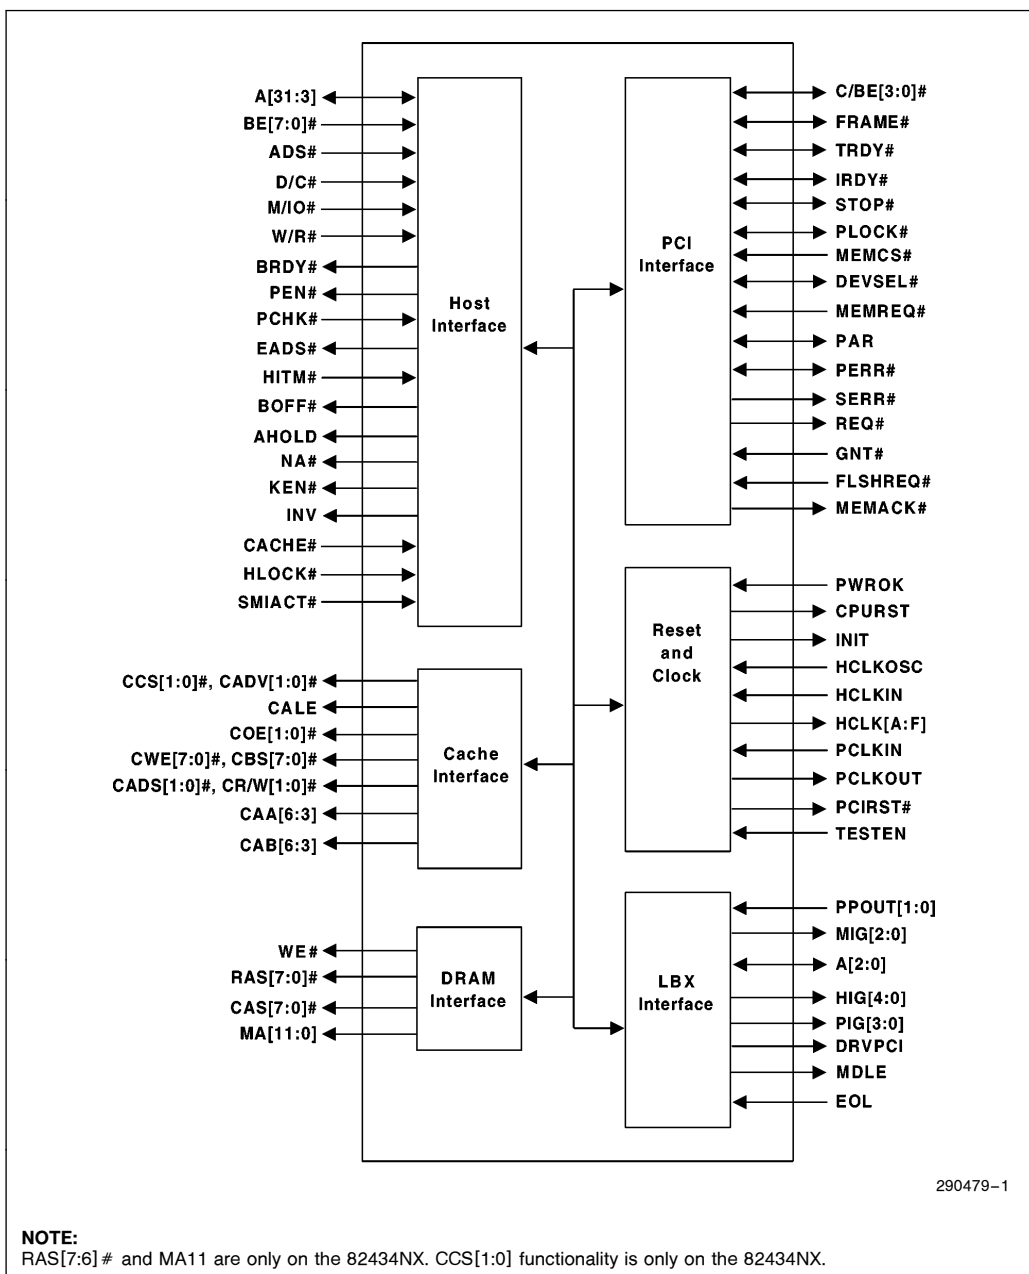 A[31:3]
BE[7:0]#
ADS#
D/C#
M/IO#
W/R#
BRDY#
PEN#
PCHK#
EADS#
HITM#
BOFF#
AHOLD
NA#
KEN#
INV
CACHE#
HLOCK#
SMIACT#
Host
Interface
PCI
Interface
C/BE[3:0]#
FRAME#
TRDY#
IRDY#
STOP#
PLOCK#
MEMCS#
DEVSEL#
MEMREQ#
PAR
PERR#
SERR#
REQ#
GNT#
FLSHREQ#
MEMACK#
CCS[1:0]#, CADV[1:0]#
CALE
COE[1:0]#
CWE[7:0]#, CBS[7:0]#
CADS[1:0]#, CR/W[1:0]#
CAA[6:3]
CAB[6:3]
Cache
Interface
Reset
and
Clock
PWROK
CPURST
INIT
HCLKOSC
HCLKIN
HCLK[A:F]
PCLKIN
PCLKOUT
PCIRST#
TESTEN
WE#
RAS[7:0]#
CAS[7:0]#
MA[11:0]
DRAM
Interface
LBX
Interface
PPOUT[1:0]
MIG[2:0]
A[2:0]
HIG[4:0]
PIG[3:0]
DRVPCI
MDLE
EOL
290479–1
NOTE:
RAS[7:6]# and MA11 are only on the 82434NX. CCS[1:0] functionality is only on the 82434NX.